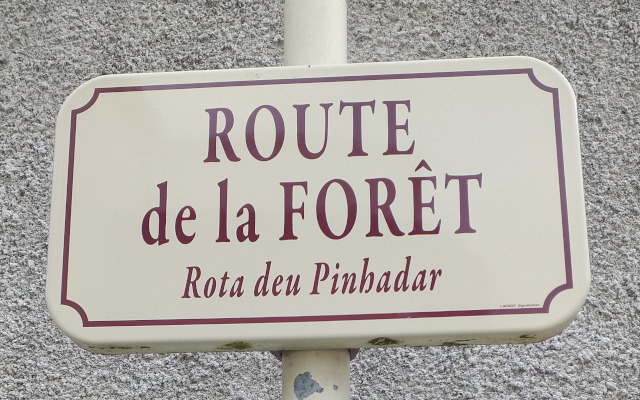 ROUTE
de la FORÊT
Rota deu Pinhadar